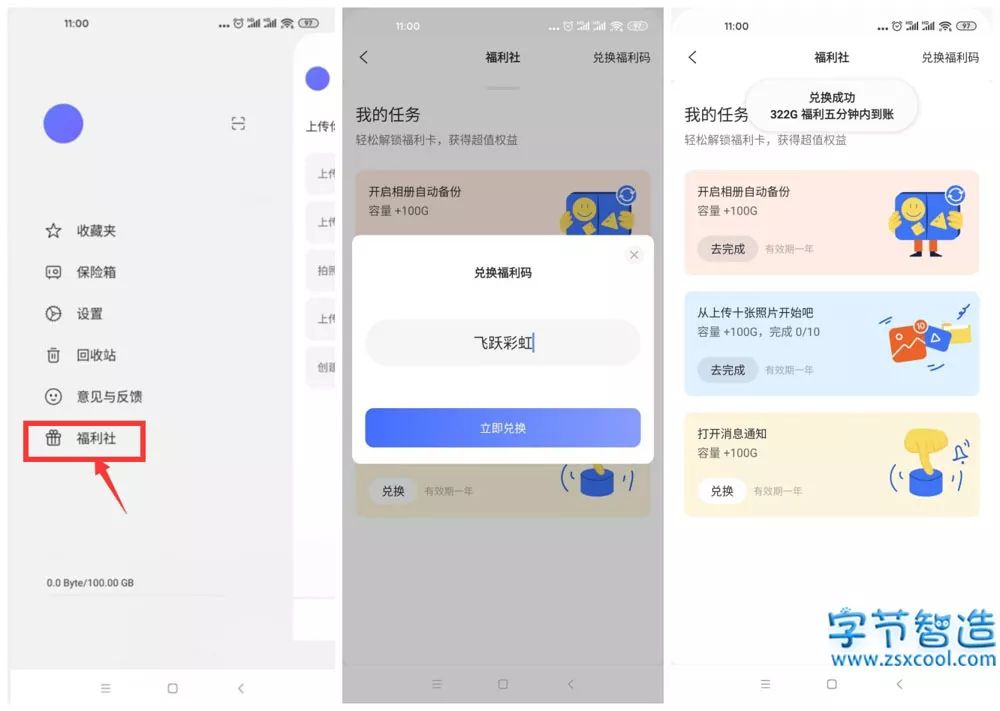 11:00
97
收藏夹
保险箱
设置
回收站
意见与反馈
福利社
0.0 Byte/100.00 GB
上传
上传
拍照
上传
创建
11:00
97
福利社
兑换福利码
我的任务
轻松解锁福利卡，获得超值权益
开启相册自动备份
容量 +100G
兑换福利码
飞跃彩虹
立即兑换
兑换
有效期一年
11:00
97
福利社
兑换福利码
兑换成功
322G 福利五分钟内到账
我的任务
轻松解锁福利卡，获得超值权益
开启相册自动备份
容量 +100G
去完成
有效期一年
从上传十张照片开始吧
容量 +100G，完成 0/10
10
去完成
有效期一年
打开消息通知
容量 +100G
兑换
有效期一年
字节智造
www.zsxcool.com